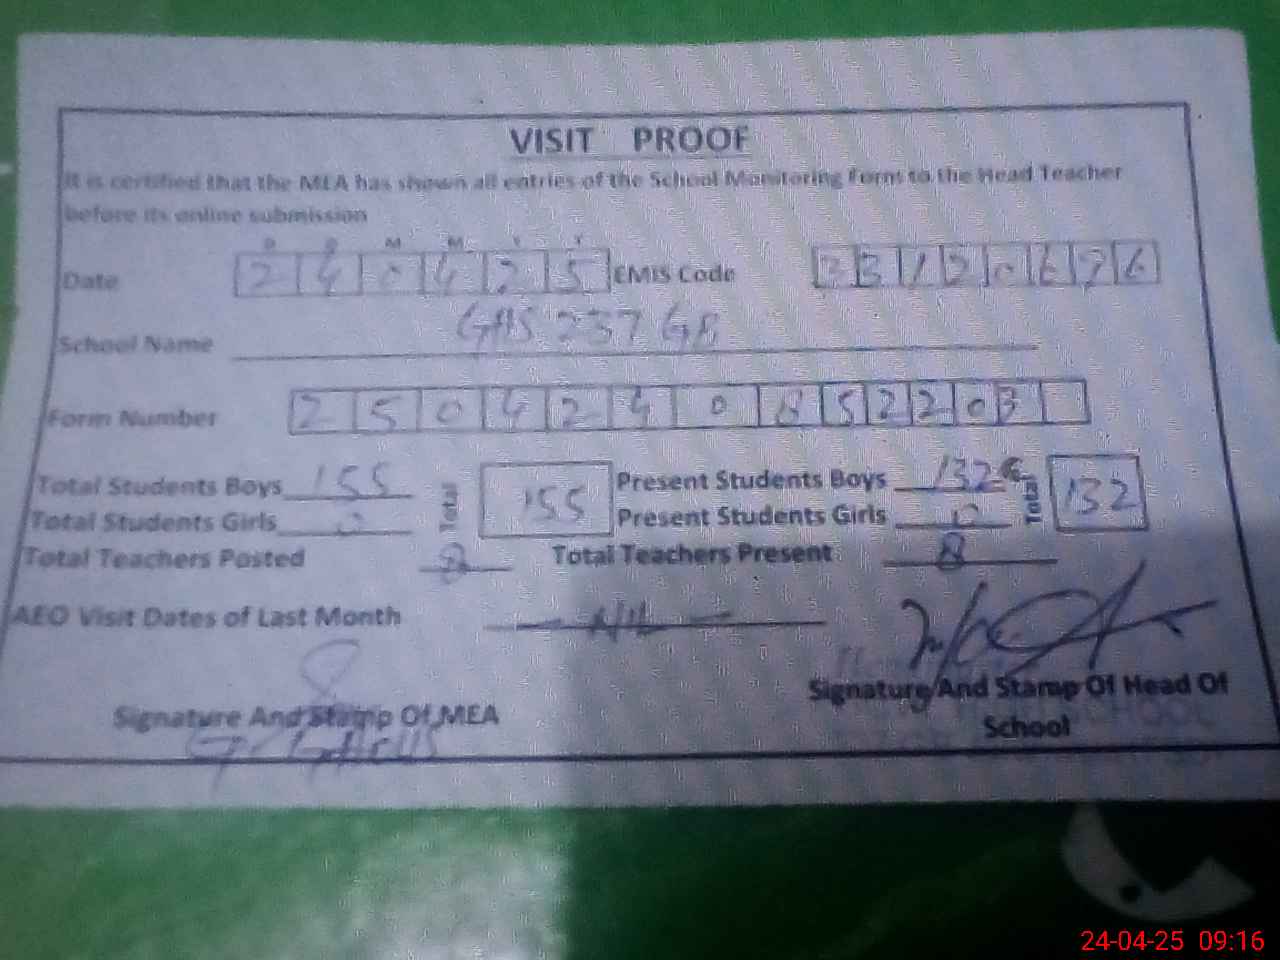 VISIT PROOF
It is certified that the MEA has shown all entries of the School Monitoring Form to the Head Teacher
before its online submission
D D M M Y Y
Date 2 4 0 4 2 5 EMIS Code 3 3 1 2 0 6 7 6
School Name GHS 237 GB
Form Number 2 5 0 4 2 4 0 8 5 2 2 0 3
Total Students Boys 155 Total 155 Present Students Boys 132 Total 132
Total Students Girls 0 Present Students Girls 0
Total Teachers Posted 8 Total Teachers Present 8
AEO Visit Dates of Last Month Nil
Signature And Stamp Of MEA
Signature And Stamp Of Head Of
School
24-04-25 09:16